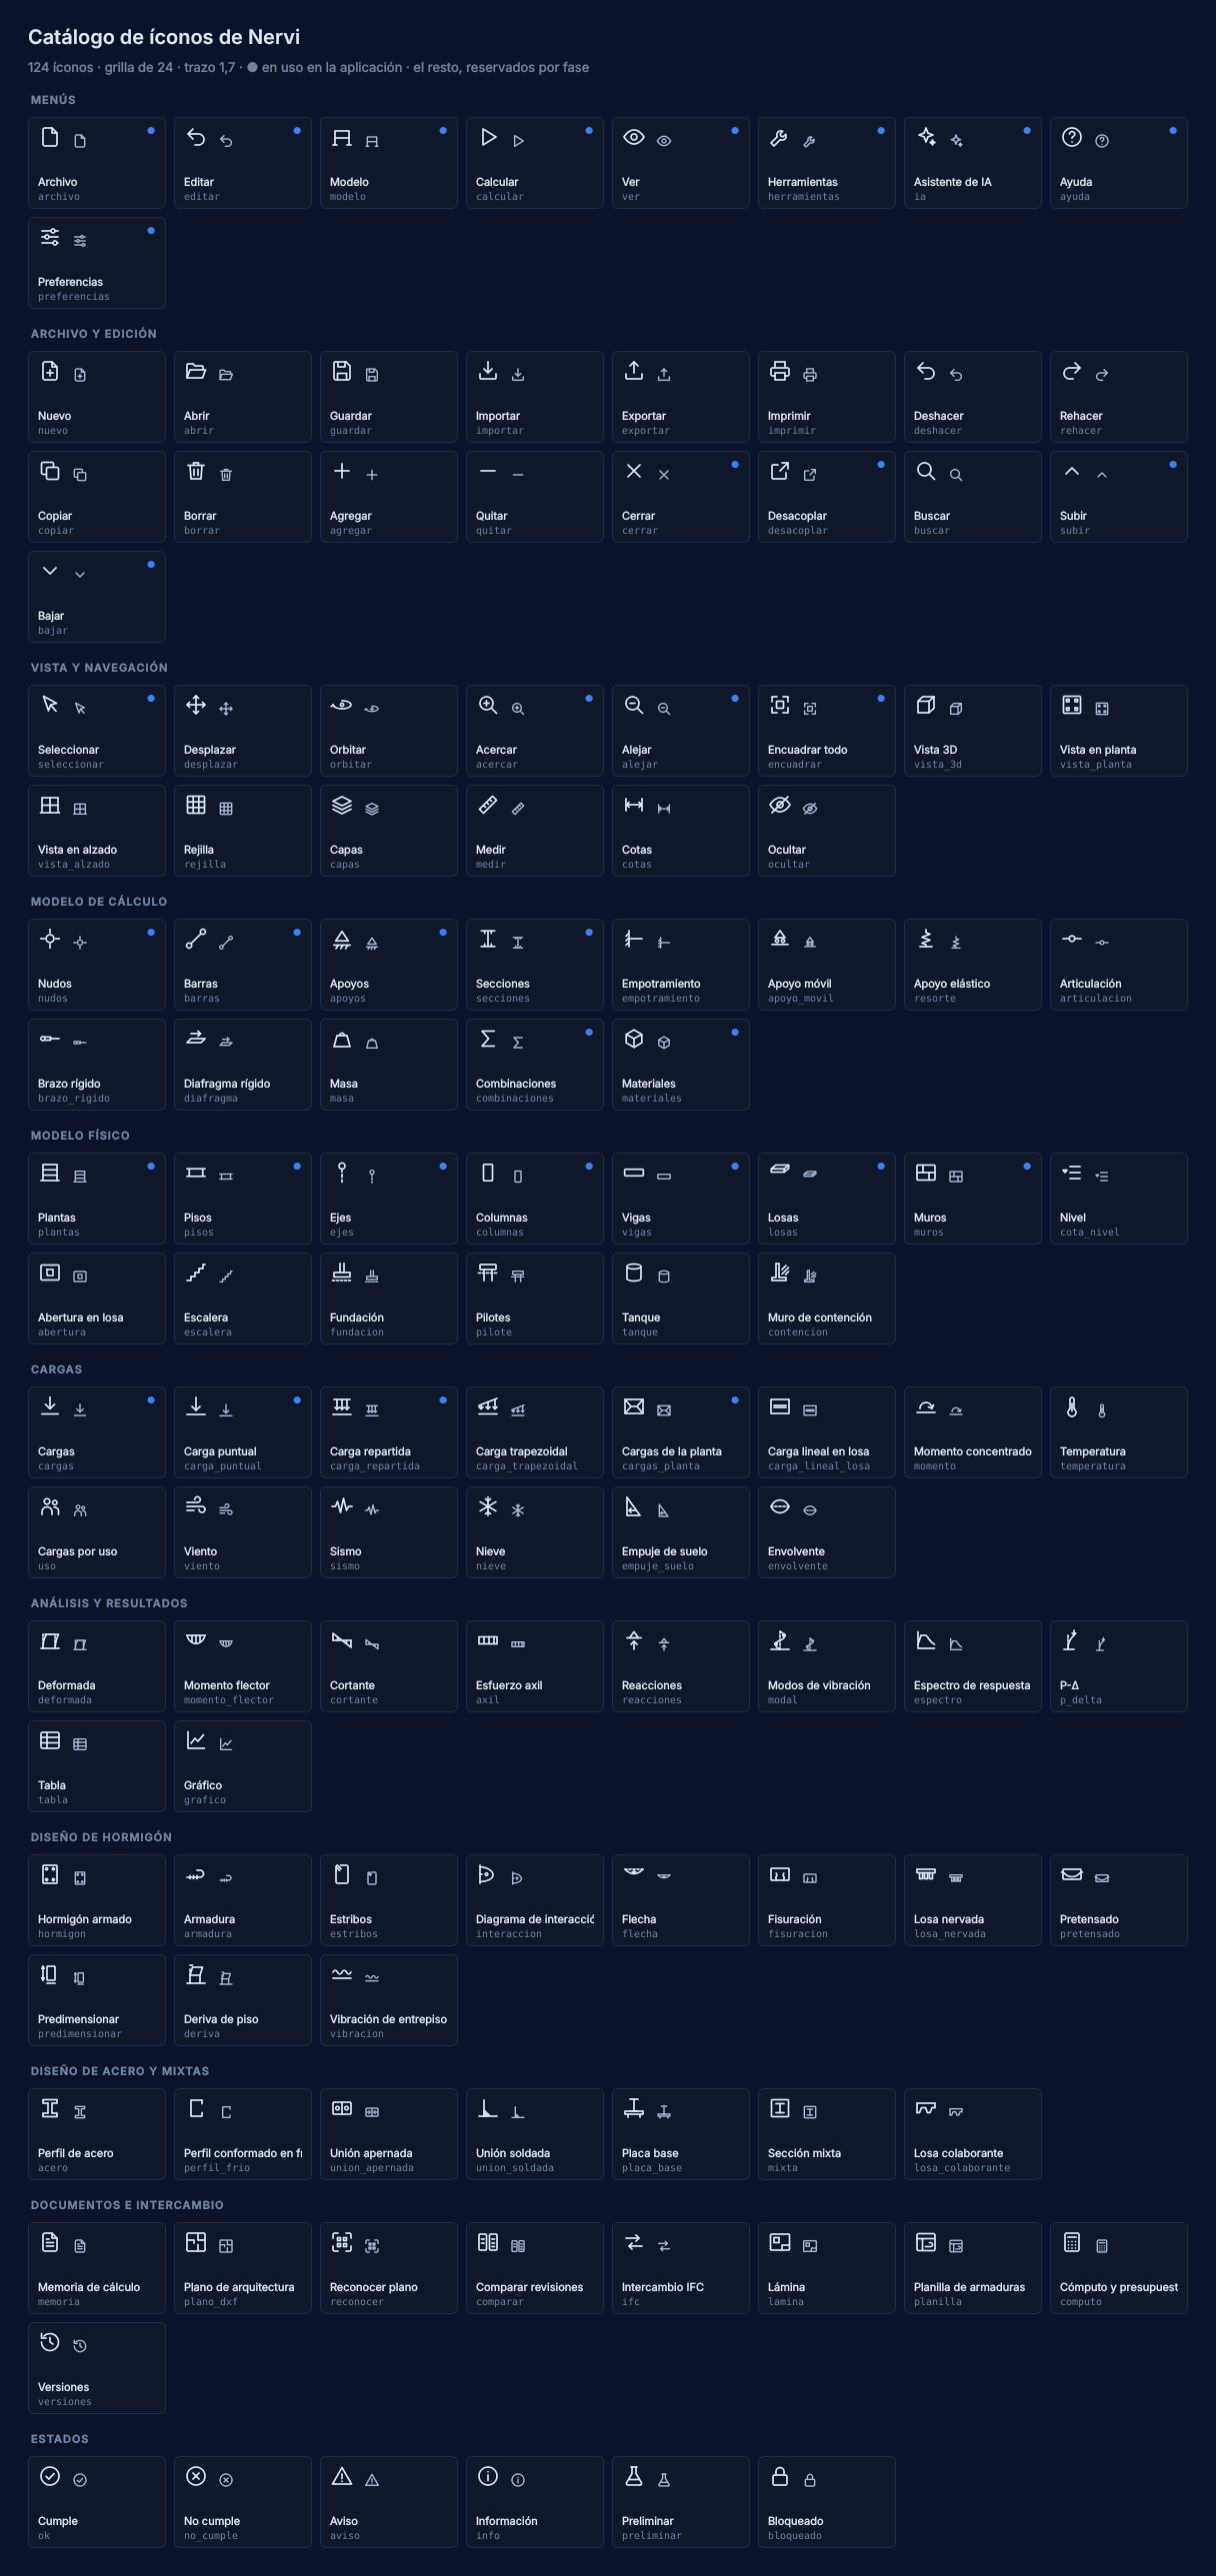 Catálogo de íconos de Nervi
124 íconos · grilla de 24 · trazo 1,7 · ● en uso en la aplicación · el resto, reservados por fase
MENÚS
Archivo Editar Modelo Calcular Ver Herramientas Asistente de IA Ayuda
archivo editar modelo calcular ver herramientas ia ayuda
Preferencias
preferencias
ARCHIVO Y EDICIÓN
Nuevo Abrir Guardar Importar Exportar Imprimir Deshacer Rehacer
nuevo abrir guardar importar exportar imprimir deshacer rehacer
Copiar Borrar Agregar Quitar Cerrar Desacoplar Buscar Subir
copiar borrar agregar quitar cerrar desacoplar buscar subir
Bajar
bajar
VISTA Y NAVEGACIÓN
Seleccionar Desplazar Orbitar Acercar Alejar Encuadrar todo Vista 3D Vista en planta
seleccionar desplazar orbitar acercar alejar encuadrar vista_3d vista_planta
Vista en alzado Rejilla Capas Medir Cotas Ocultar
vista_alzado rejilla capas medir cotas ocultar
MODELO DE CÁLCULO
Nudos Barras Apoyos Secciones Empotramiento Apoyo móvil Apoyo elástico Articulación
nudos barras apoyos secciones empotramiento apoyo_movil resorte articulacion
Brazo rígido Diafragma rígido Masa Combinaciones Materiales
brazo_rigido diafragma masa combinaciones materiales
MODELO FÍSICO
Plantas Pisos Ejes Columnas Vigas Losas Muros Nivel
plantas pisos ejes columnas vigas losas muros cota_nivel
Abertura en losa Escalera Fundación Pilotes Tanque Muro de contención
abertura escalera fundacion pilote tanque contencion
CARGAS
Cargas Carga puntual Carga repartida Carga trapezoidal Cargas de la planta Carga lineal en losa Momento concentrado Temperatura
cargas carga_puntual carga_repartida carga_trapezoidal cargas_planta carga_lineal_losa momento temperatura
Cargas por uso Viento Sismo Nieve Empuje de suelo Envolvente
uso viento sismo nieve empuje_suelo envolvente
ANÁLISIS Y RESULTADOS
Deformada Momento flector Cortante Esfuerzo axil Reacciones Modos de vibración Espectro de respuesta P-Δ
deformada momento_flector cortante axil reacciones modal espectro p_delta
Tabla Gráfico
tabla grafico
DISEÑO DE HORMIGÓN
Hormigón armado Armadura Estribos Diagrama de interacció Flecha Fisuración Losa nervada Pretensado
hormigon armadura estribos interaccion flecha fisuracion losa_nervada pretensado
Predimensionar Deriva de piso Vibración de entrepiso
predimensionar deriva vibracion
DISEÑO DE ACERO Y MIXTAS
Perfil de acero Perfil conformado en fr Unión apernada Unión soldada Placa base Sección mixta Losa colaborante
acero perfil_frio union_apernada union_soldada placa_base mixta losa_colaborante
DOCUMENTOS E INTERCAMBIO
Memoria de cálculo Plano de arquitectura Reconocer plano Comparar revisiones Intercambio IFC Lámina Planilla de armaduras Cómputo y presupuest
memoria plano_dxf reconocer comparar ifc lamina planilla computo
Versiones
versiones
ESTADOS
Cumple No cumple Aviso Información Preliminar Bloqueado
ok no_cumple aviso info preliminar bloqueado